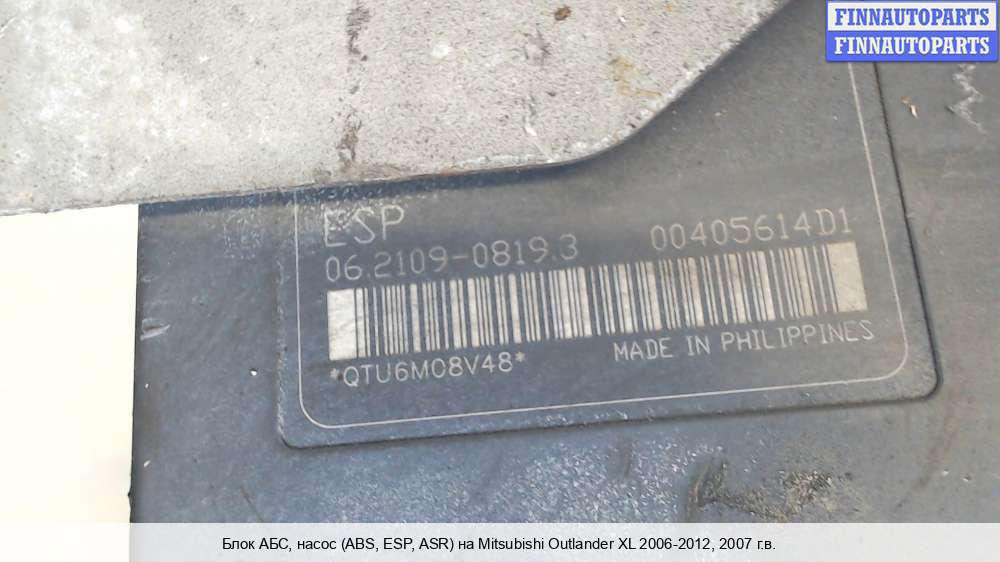 FINNAUTOPARTS
FINNAUTOPARTS
ESP
06.2109-0819.3 00405614D1
*QTU6M08V48* MADE IN PHILIPPINES
Блок АБС, насос (ABS, ESP, ASR) на Mitsubishi Outlander XL 2006-2012, 2007 г.в.